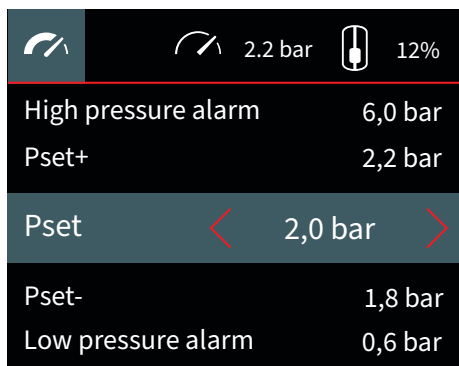 2.2 bar 12%
High pressure alarm 6,0 bar
Pset+ 2,2 bar
Pset 2,0 bar
Pset- 1,8 bar
Low pressure alarm 0,6 bar